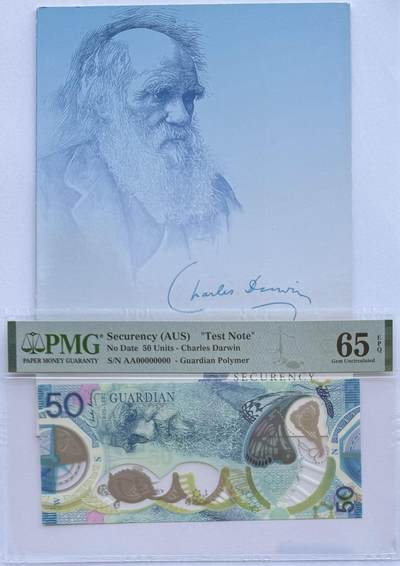 Charles Darwin
PMG
PAPER MONEY GUARANTY
Securency (AUS) "Test Note"
No Date 50 Units - Charles Darwin
S/N AA00000000 - Guardian Polymer
65 EPQ
Gem Uncirculated
SECURENCY
50 GUARDIAN
50